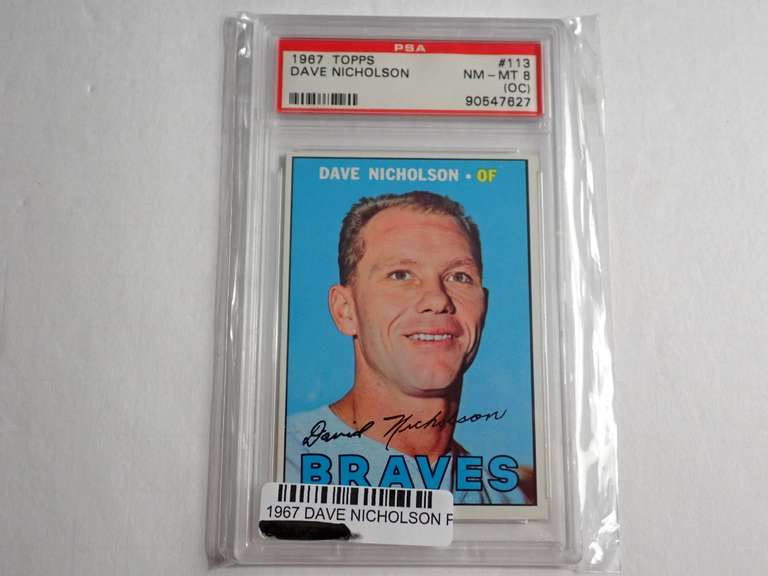 PSA
1967 TOPPS #113
DAVE NICHOLSON NM - MT 8
(OC)
90547627
DAVE NICHOLSON • OF
David Nicholson
BRAVES
1967 DAVE NICHOLSON P